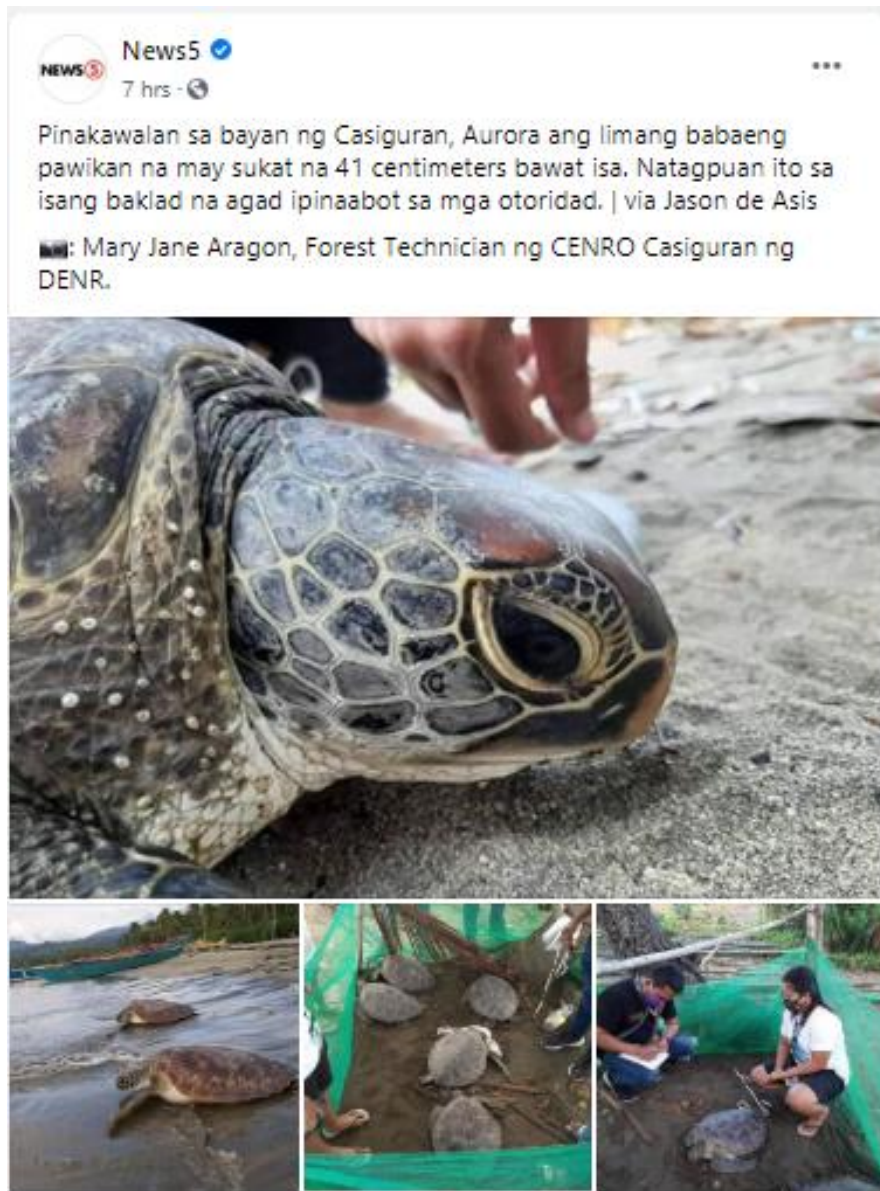 News5
NEWS5
7 hrs ·
Pinakawalan sa bayan ng Casiguran, Aurora ang limang babaeng
pawikan na may sukat na 41 centimeters bawat isa. Natagpuan ito sa
isang baklad na agad ipinaabot sa mga otoridad. | via Jason de Asis
📷: Mary Jane Aragon, Forest Technician ng CENRO Casiguran ng
DENR.